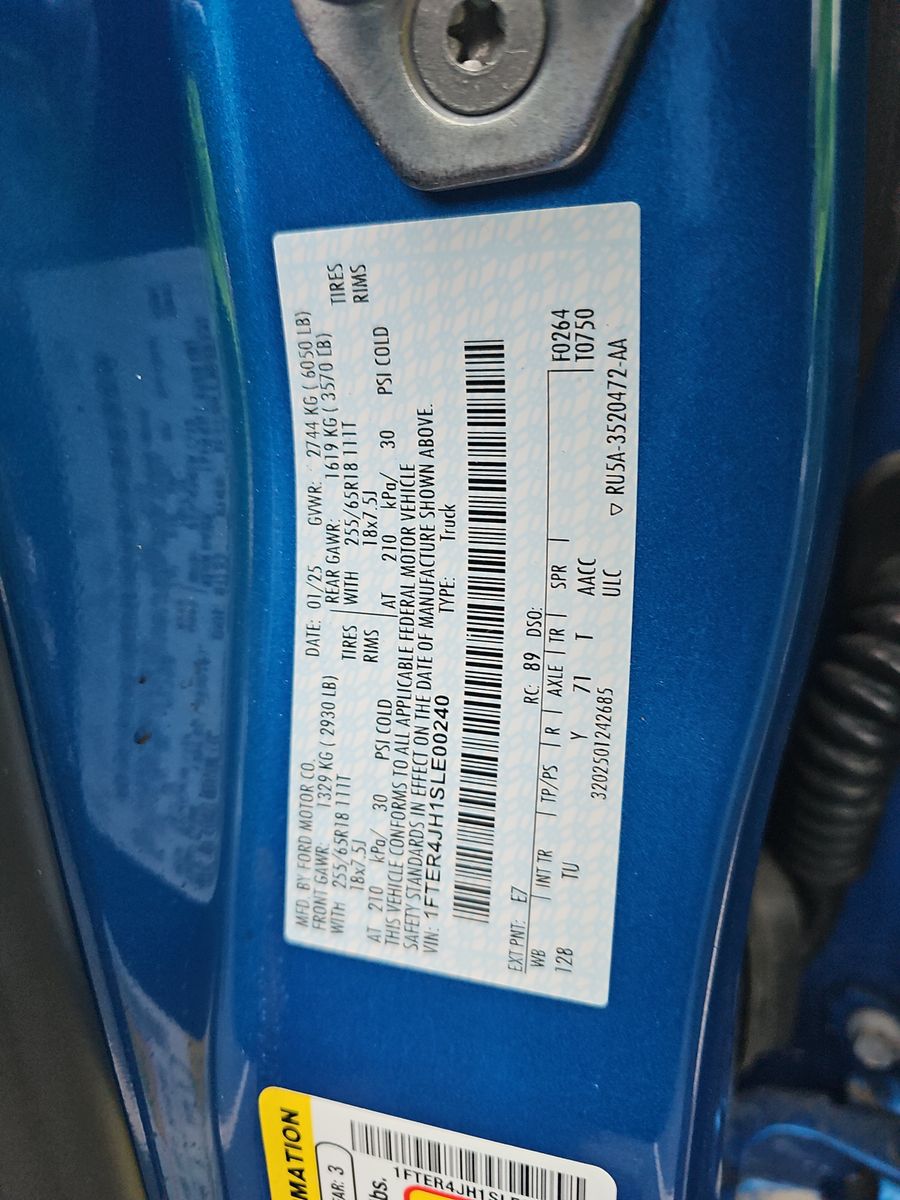 MFD. BY FORD MOTOR CO.
DATE: 01/25 GVWR: 2744 KG ( 6050 LB)
FRONT GAWR: 1329 KG ( 2930 LB) REAR GAWR: 1619 KG ( 3570 LB)
WITH 255/65R18 111T TIRES WITH 255/65R18 111T TIRES
18x7.5J RIMS 18x7.5J RIMS
AT 210 kPa/ 30 PSI COLD AT 210 kPa/ 30 PSI COLD
THIS VEHICLE CONFORMS TO ALL APPLICABLE FEDERAL MOTOR VEHICLE
SAFETY STANDARDS IN EFFECT ON THE DATE OF MANUFACTURE SHOWN ABOVE.
VIN: 1FTER4JH1SLE00240 TYPE: Truck
EXT PNT: E7 RC: 89 DSO:
WB INT TR TP/PS R AXLE TR SPR F0264
128 TU Y 71 T AACC T0750
3202501242685 ULC
▽ RU5A-3520472-AA
MATION
AR: 3
bs.
1FTER4JH1SLE